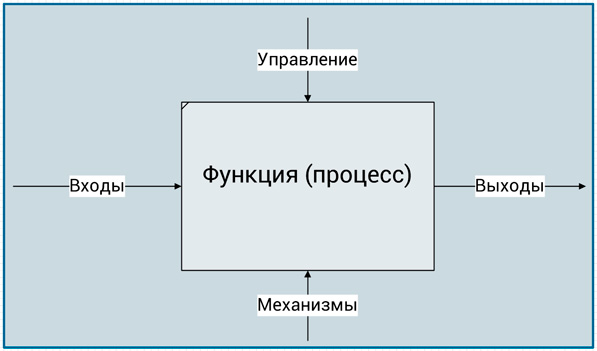 Управление
Входы
Функция (процесс)
Выходы
Механизмы